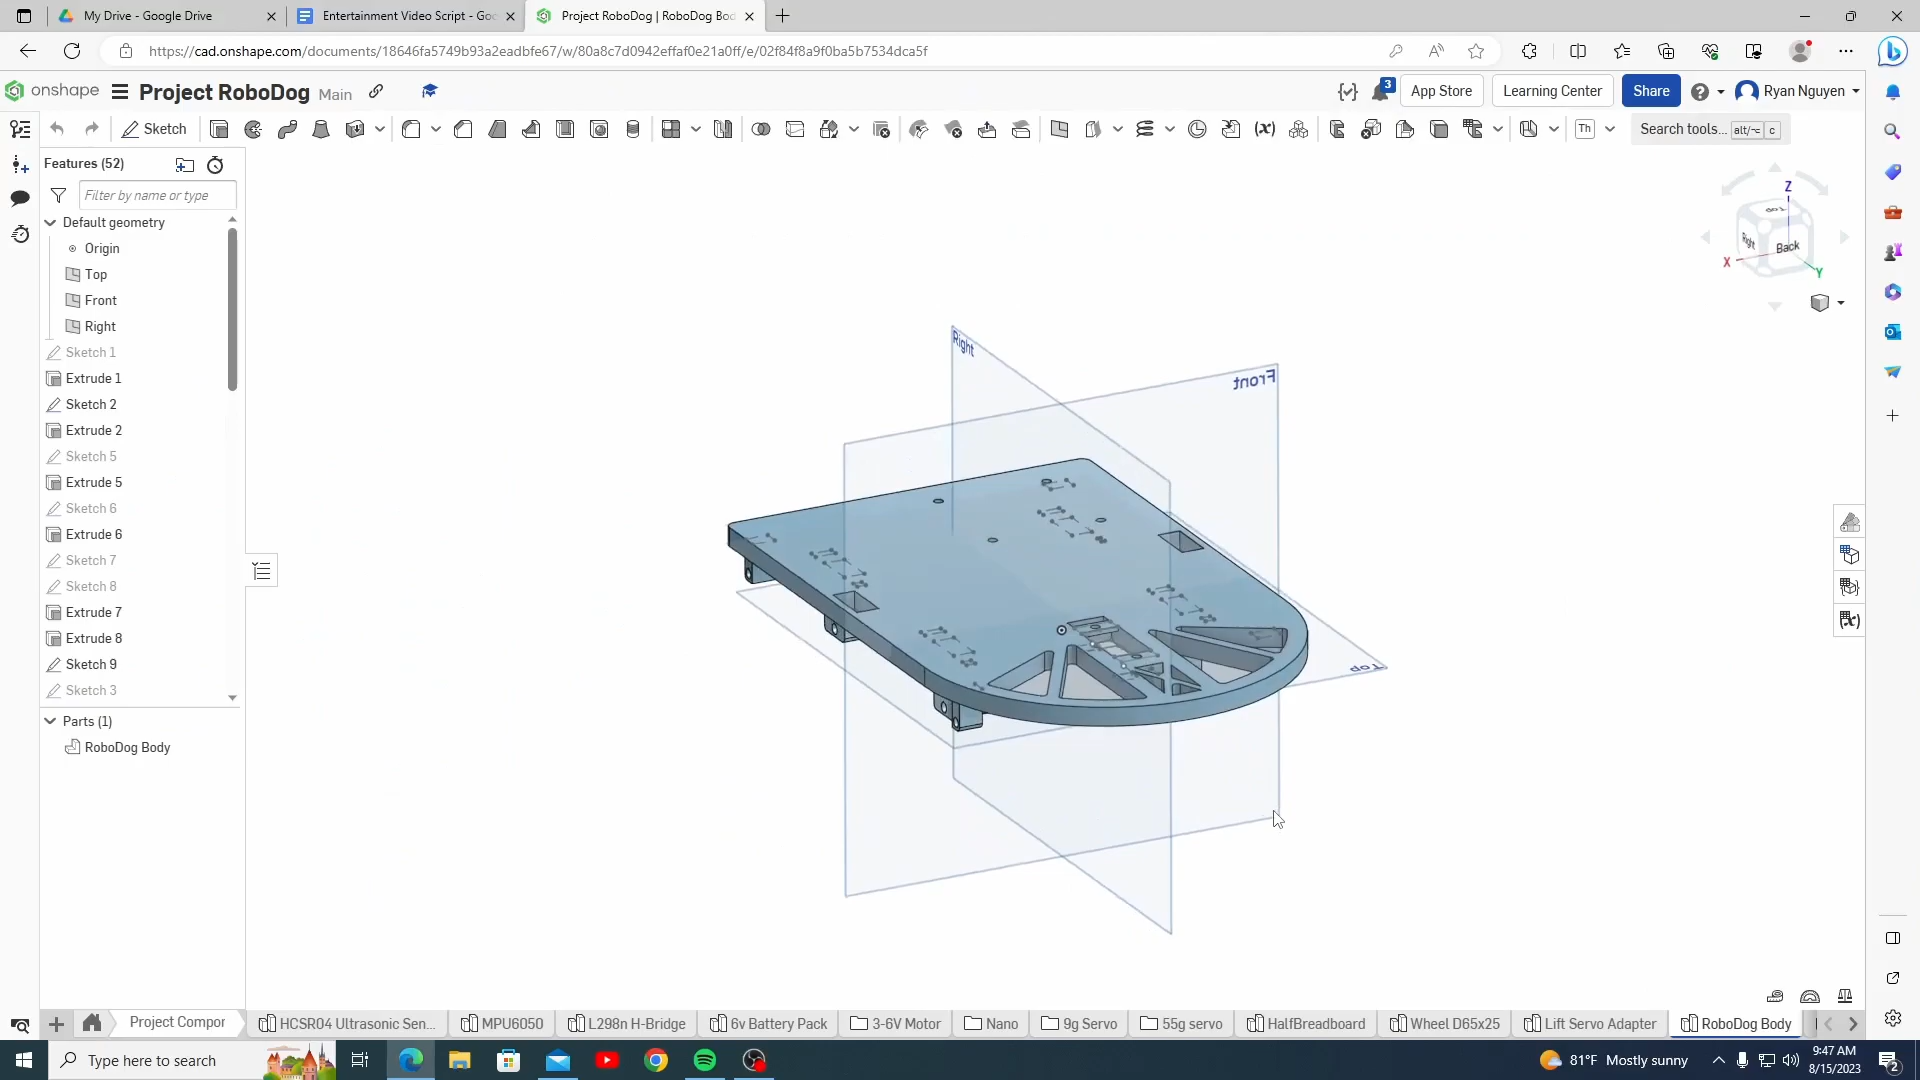 My Drive - Google Drive
Entertainment Video Script - Goo
Project RoboDog | RoboDog Bod
https://cad.onshape.com/documents/18646fa5749b93a2eadbfe67/w/80a8c7d0942effaf0e21a0ff/e/02f84f8a9f0ba5b7534dca5f
onshape
Project RoboDog
Main
3
App Store
Learning Center
Share
Ryan Nguyen
Sketch
Th
Search tools...
alt/⌥
c
Features (52)
Filter by name or type
Default geometry
Origin
Top
Front
Right
Sketch 1
Extrude 1
Sketch 2
Extrude 2
Sketch 5
Extrude 5
Sketch 6
Extrude 6
Sketch 7
Sketch 8
Extrude 7
Extrude 8
Sketch 9
Sketch 3
Parts (1)
RoboDog Body
Right
Front
Top
Z
Top
Right
Back
X
Y
Project Compor
HCSR04 Ultrasonic Sen...
MPU6050
L298n H-Bridge
6v Battery Pack
3-6V Motor
Nano
9g Servo
55g servo
HalfBreadboard
Wheel D65x25
Lift Servo Adapter
RoboDog Body
Type here to search
81°F Mostly sunny
9:47 AM
8/15/2023
2